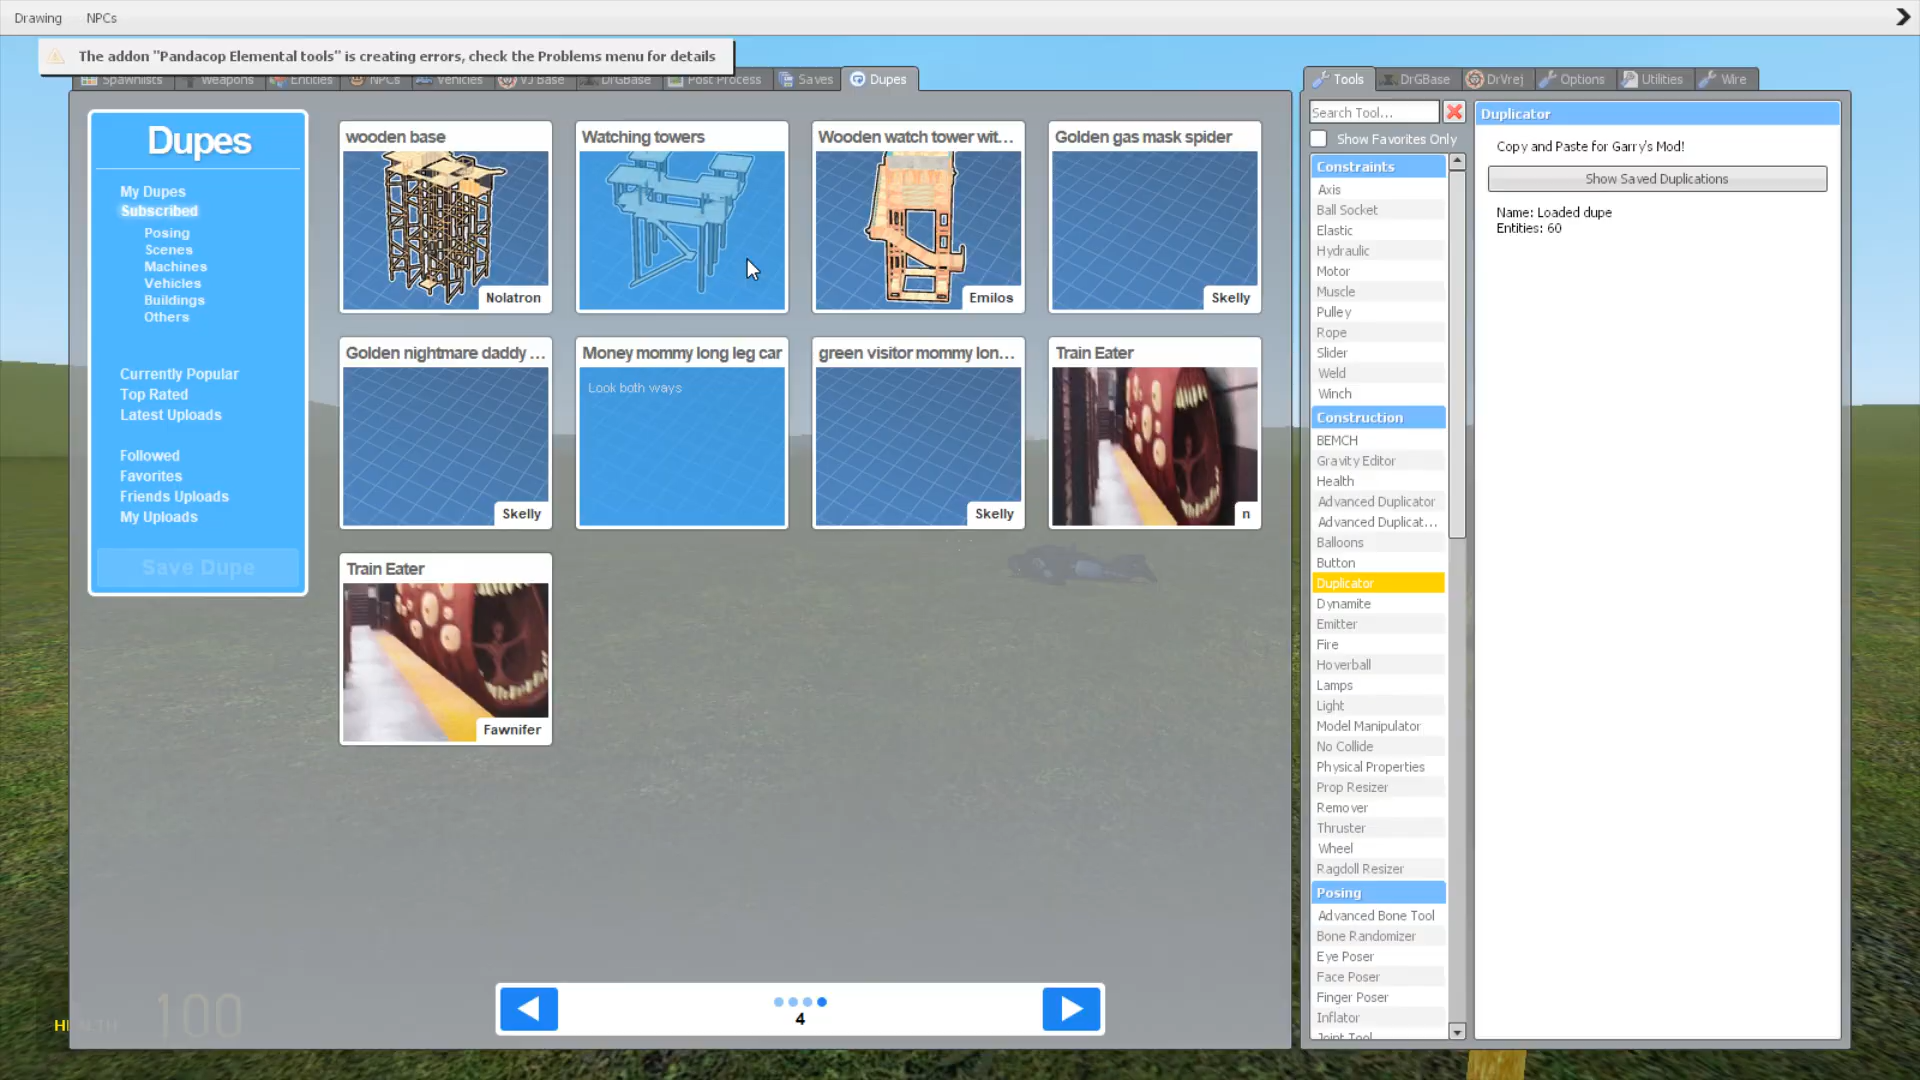 Drawing NPCs
The addon "Pandacop Elemental tools" is creating errors, check the Problems menu for details
Spawnlists Weapons Entities NPCs Vehicles VJ Base DrGBase Post Process Saves Dupes
Dupes
My Dupes
Subscribed
Posing
Scenes
Machines
Vehicles
Buildings
Others
Currently Popular
Top Rated
Latest Uploads
Followed
Favorites
Friends Uploads
My Uploads
Save Dupe
wooden base
Nolatron
Watching towers
Wooden watch tower wit...
Emilos
Golden gas mask spider
Skelly
Golden nightmare daddy ...
Skelly
Money mommy long leg car
Look both ways
green visitor mommy lon...
Skelly
Train Eater
n
Train Eater
Fawnifer
4
HEALTH 100
Tools DrGBase DrVrej Options Utilities Wire
Search Tool...
Show Favorites Only
Constraints
Axis
Ball Socket
Elastic
Hydraulic
Motor
Muscle
Pulley
Rope
Slider
Weld
Winch
Construction
BEMCH
Gravity Editor
Health
Advanced Duplicator
Advanced Duplicat...
Balloons
Button
Duplicator
Dynamite
Emitter
Fire
Hoverball
Lamps
Light
Model Manipulator
No Collide
Physical Properties
Prop Resizer
Remover
Thruster
Wheel
Ragdoll Resizer
Posing
Advanced Bone Tool
Bone Randomizer
Eye Poser
Face Poser
Finger Poser
Inflator
Joint Tool
Duplicator
Copy and Paste for Garry's Mod!
Show Saved Duplications
Name: Loaded dupe
Entities: 60